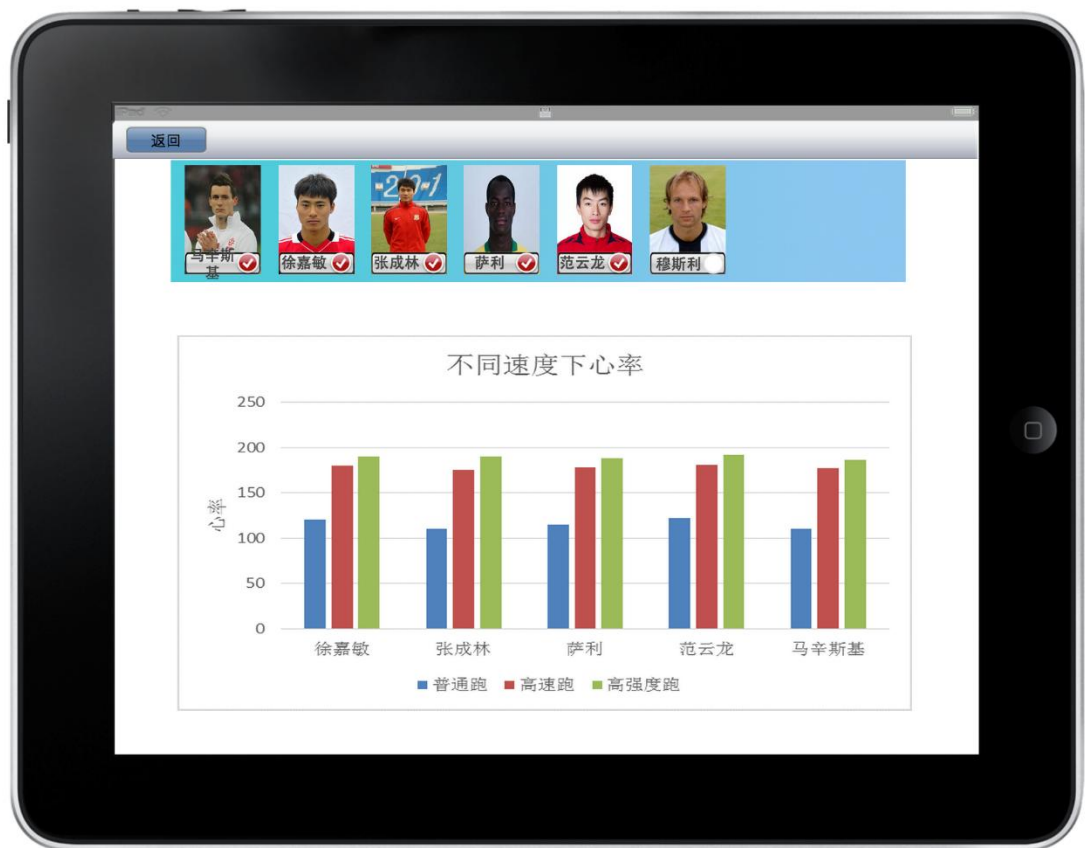 返回
马辛斯
基
徐嘉敏
张成林
萨利
范云龙
穆斯利
不同速度下心率
250
200
150
100
50
0
心率
徐嘉敏 张成林 萨利 范云龙 马辛斯基
普通跑 高速跑 高强度跑